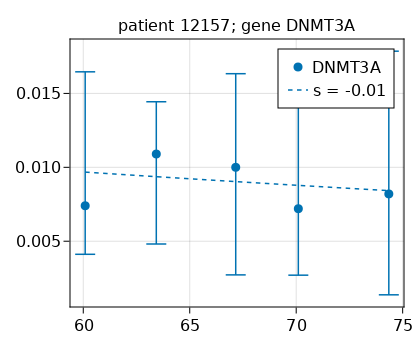 patient 12157; gene DNMT3A
DNMT3A
s = -0.01
0.015
0.010
0.005
60
65
70
75